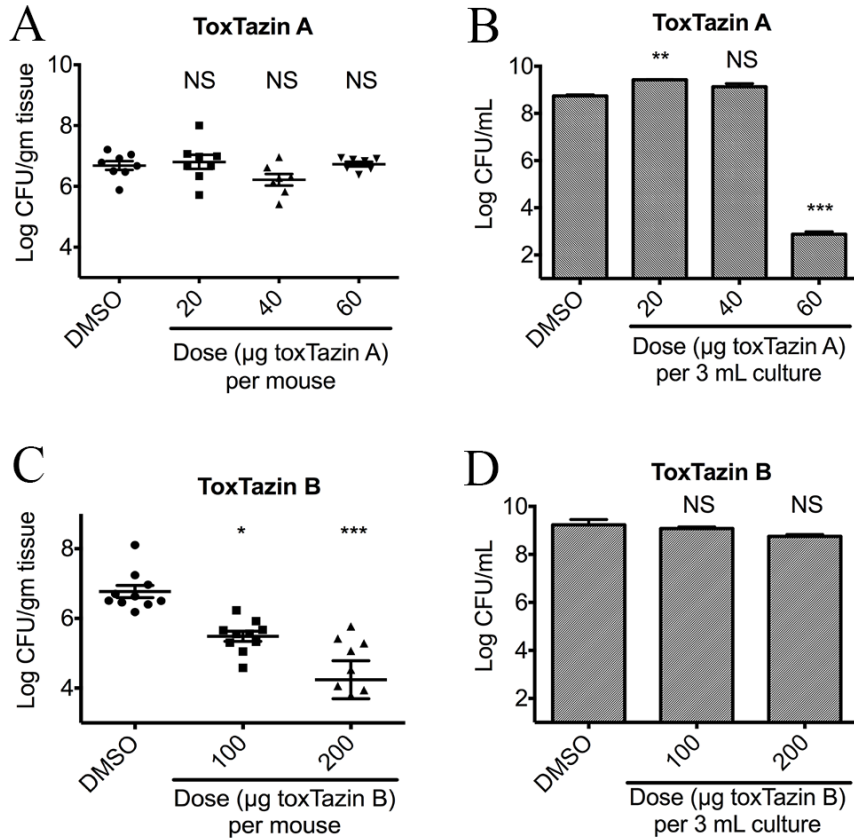 A
ToxTazin A
Log CFU/gm tissue
10
8
6
4
NS
NS
NS
DMSO
20
40
60
Dose (µg toxTazin A)
per mouse
B
ToxTazin A
Log CFU/mL
10
8
6
4
2
**
NS
***
DMSO
20
40
60
Dose (µg toxTazin A)
per 3 mL culture
C
ToxTazin B
Log CFU/gm tissue
8
6
4
*
***
DMSO
100
200
Dose (µg toxTazin B)
per mouse
D
ToxTazin B
Log CFU/mL
10
8
6
4
2
NS
NS
DMSO
100
200
Dose (µg toxTazin B)
per 3 mL culture